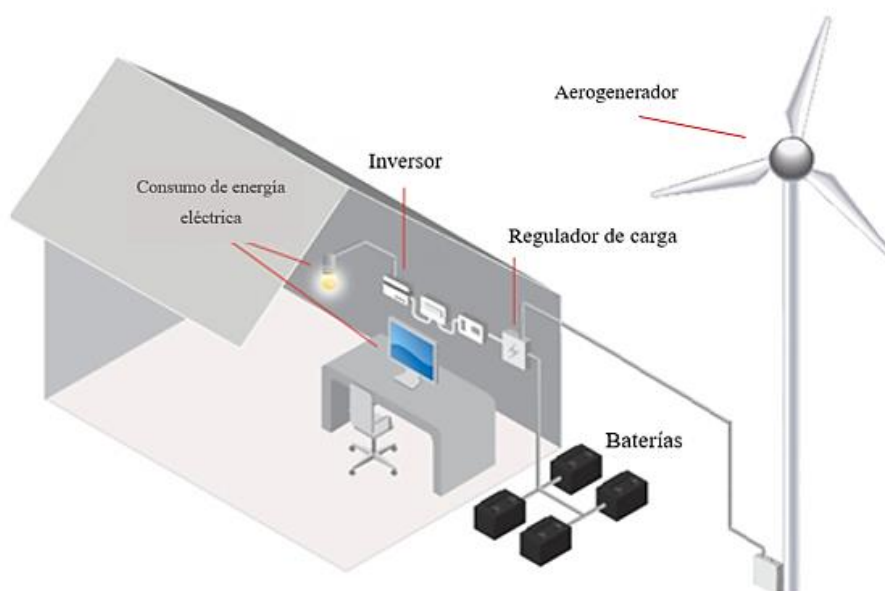 Aerogenerador
Inversor
Consumo de energía
eléctrica
Regulador de carga
Baterías